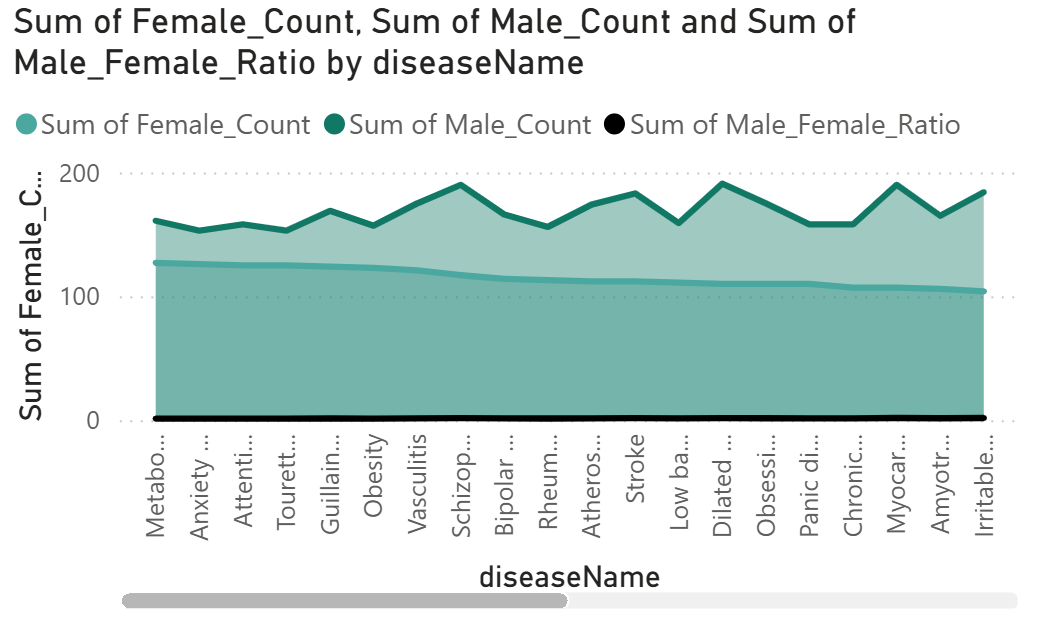 Sum of Female_Count, Sum of Male_Count and Sum of
Male_Female_Ratio by diseaseName
Sum of Female_Count
Sum of Male_Count
Sum of Male_Female_Ratio
Sum of Female_C...
200
100
0
Metabo...
Anxiety ...
Attenti...
Tourett...
Guillain...
Obesity
Vasculitis
Schizop...
Bipolar ...
Rheum...
Atheros...
Stroke
Low ba...
Dilated ...
Obsessi...
Panic di...
Chronic...
Myocar...
Amyotr...
Irritable...
diseaseName